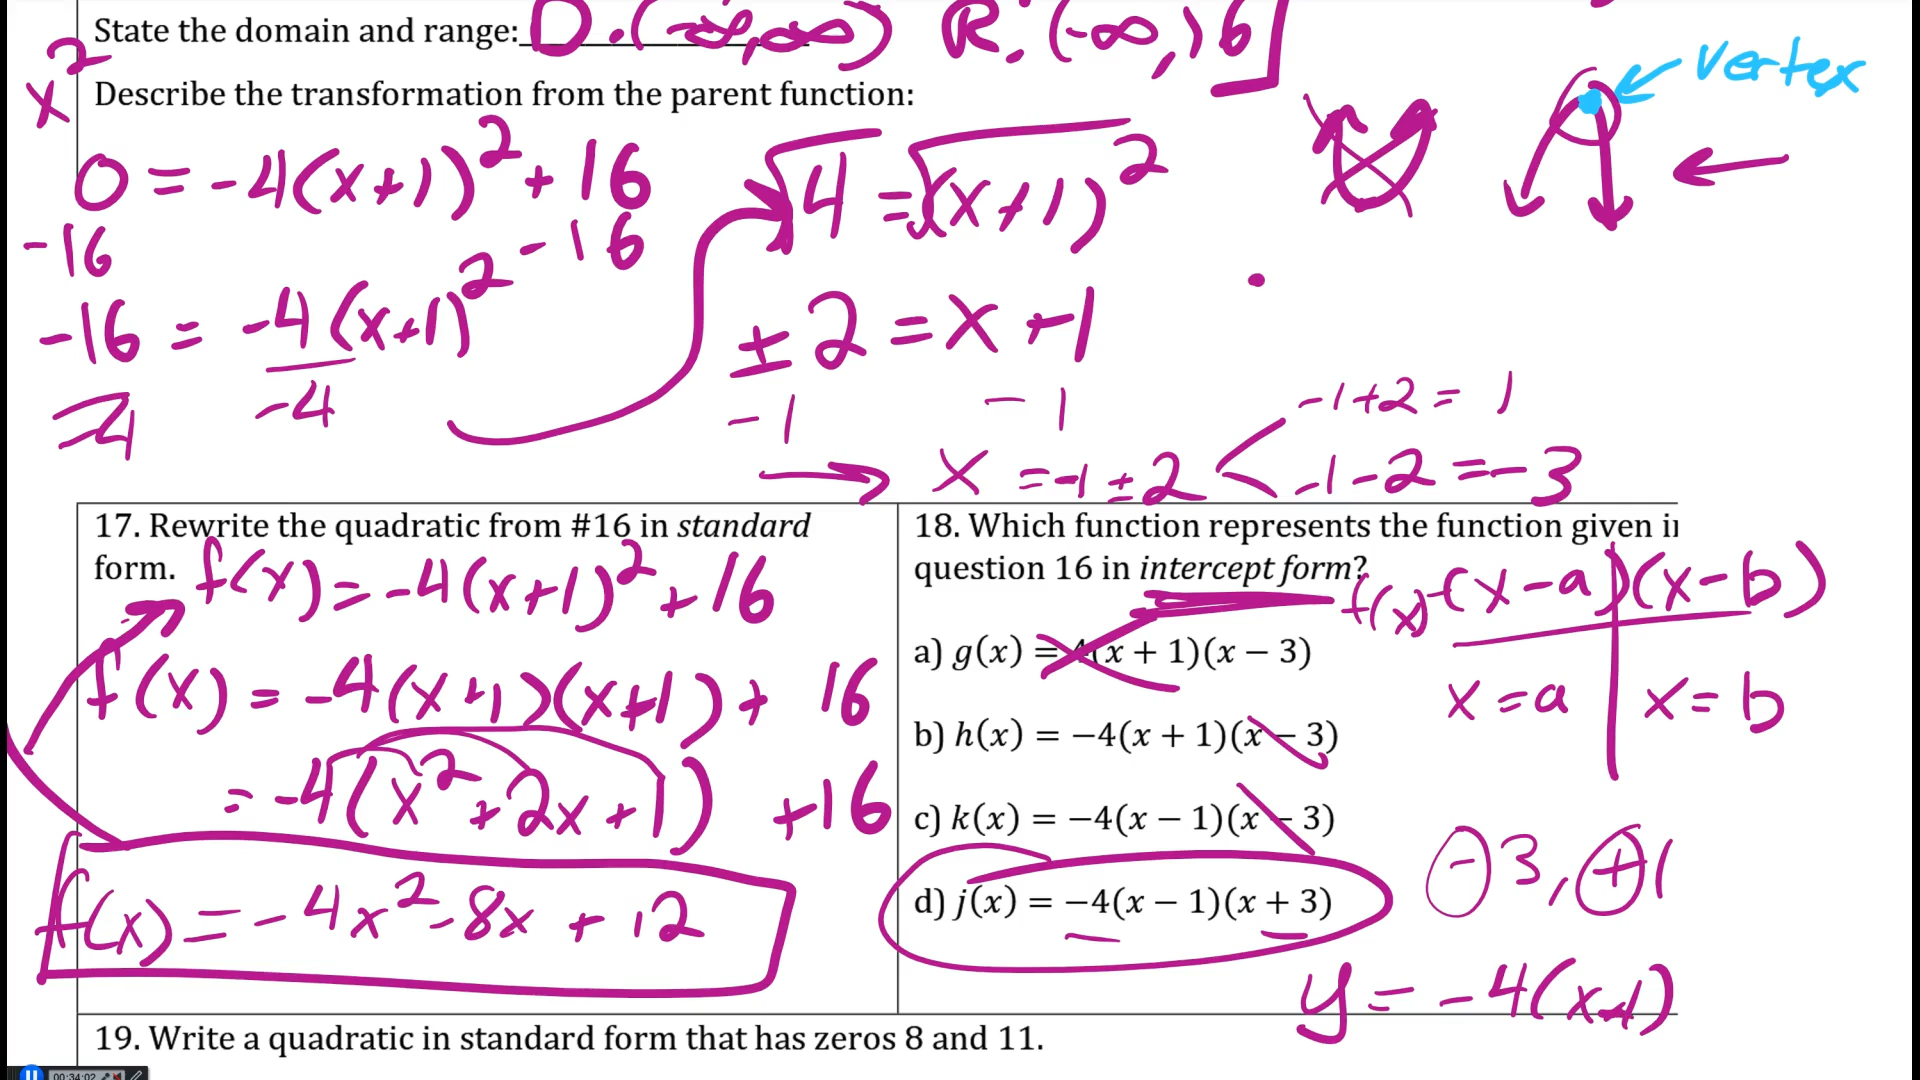 State the domain and range: D: (-∞, ∞) R: (-∞, 16]
x²
Describe the transformation from the parent function:
vertex
0 = -4(x+1)² + 16
-16 -16
-16 = -4(x+1)²
-4 -4
√4 = √(x+1)²
± 2 = x + 1
-1 -1
x = -1 ± 2
-1+2 = 1
-1-2 = -3
17. Rewrite the quadratic from #16 in standard
form.
f(x) = -4(x+1)² + 16
f(x) = -4(x+1)(x+1) + 16
= -4(x² + 2x + 1) + 16
f(x) = -4x² - 8x + 12
18. Which function represents the function given in
question 16 in intercept form?
f(x) = (x-a)(x-b)
x = a x = b
a) g(x) = 4(x + 1)(x − 3)
b) h(x) = −4(x + 1)(x − 3)
c) k(x) = −4(x − 1)(x − 3)
d) j(x) = −4(x − 1)(x + 3)
-3, +1
y = -4(x-1)
19. Write a quadratic in standard form that has zeros 8 and 11.
00:34:02